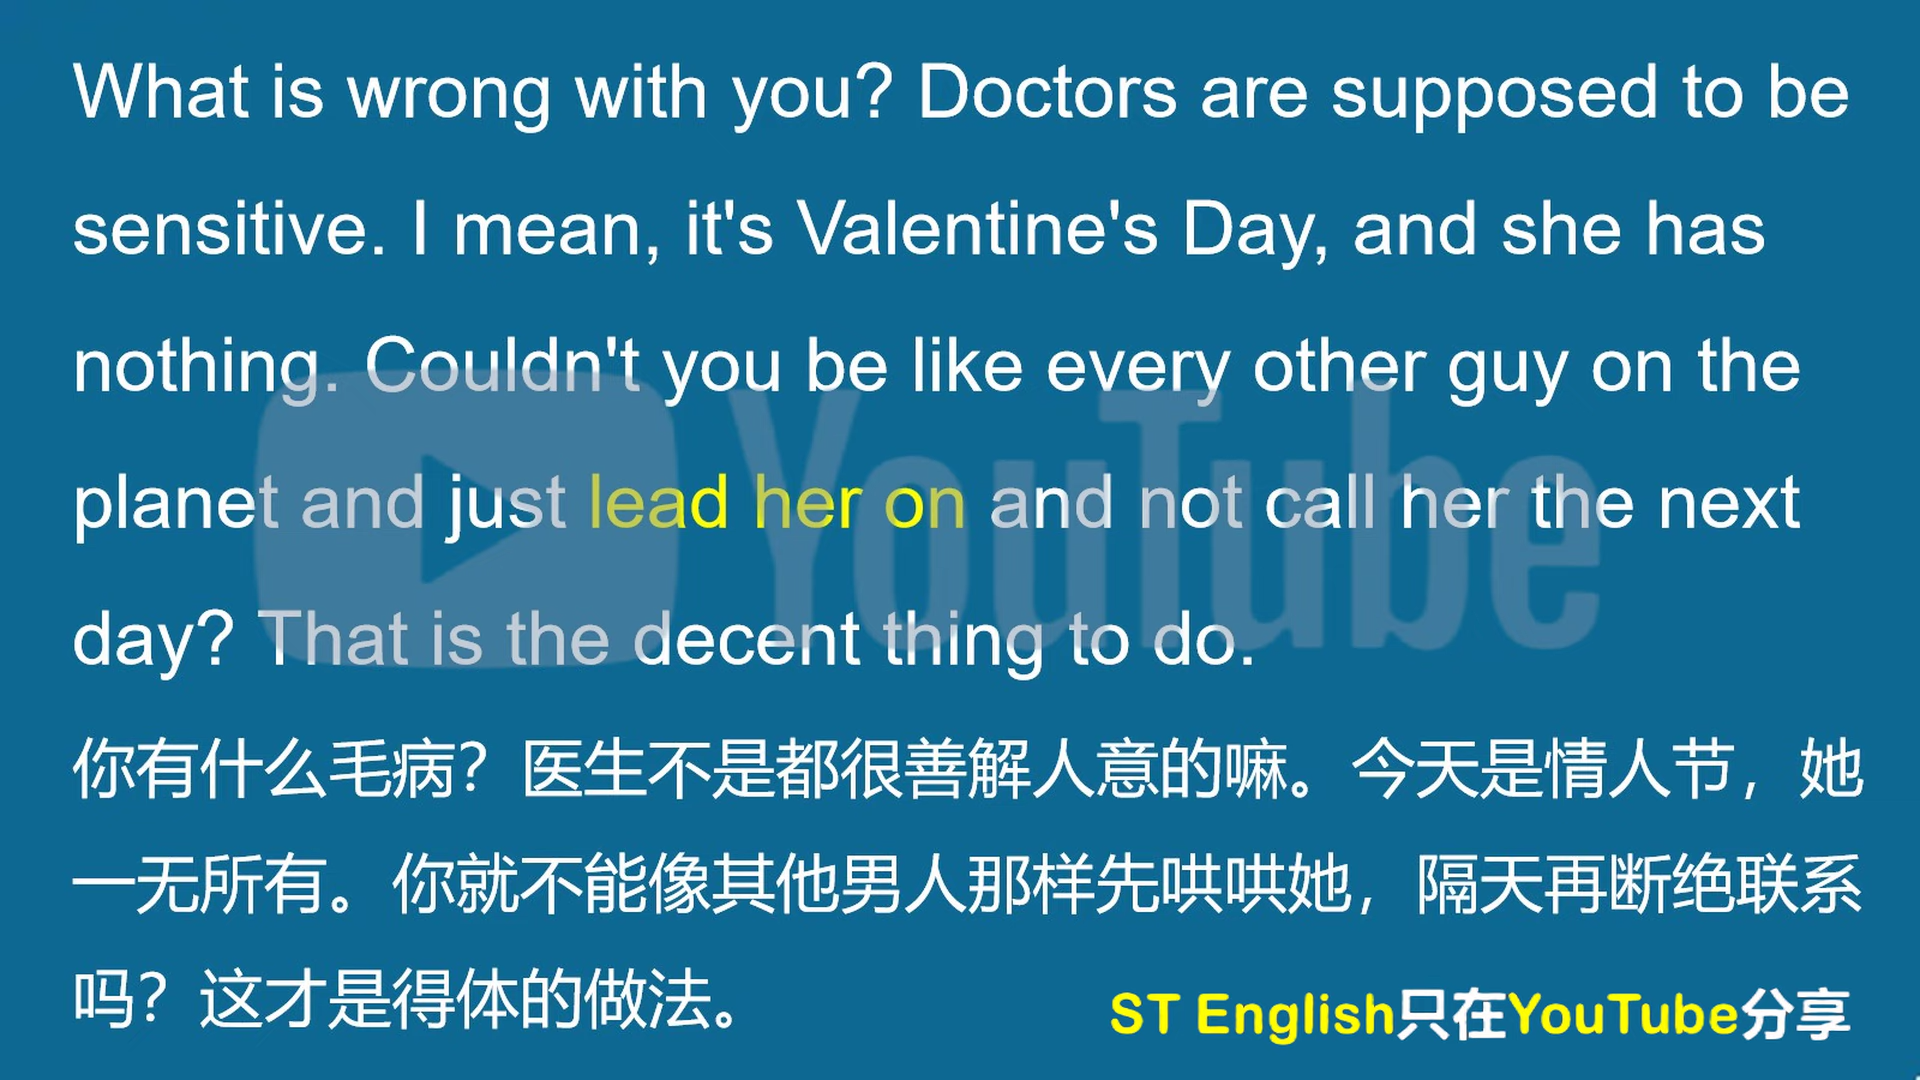 What is wrong with you? Doctors are supposed to be
sensitive. I mean, it's Valentine's Day, and she has
nothing. Couldn't you be like every other guy on the
planet and just lead her on and not call her the next
day? That is the decent thing to do.
YouTube
你有什么毛病？医生不是都很善解人意的嘛。今天是情人节，她
一无所有。你就不能像其他男人那样先哄哄她，隔天再断绝联系
吗？这才是得体的做法。
ST English只在YouTube分享